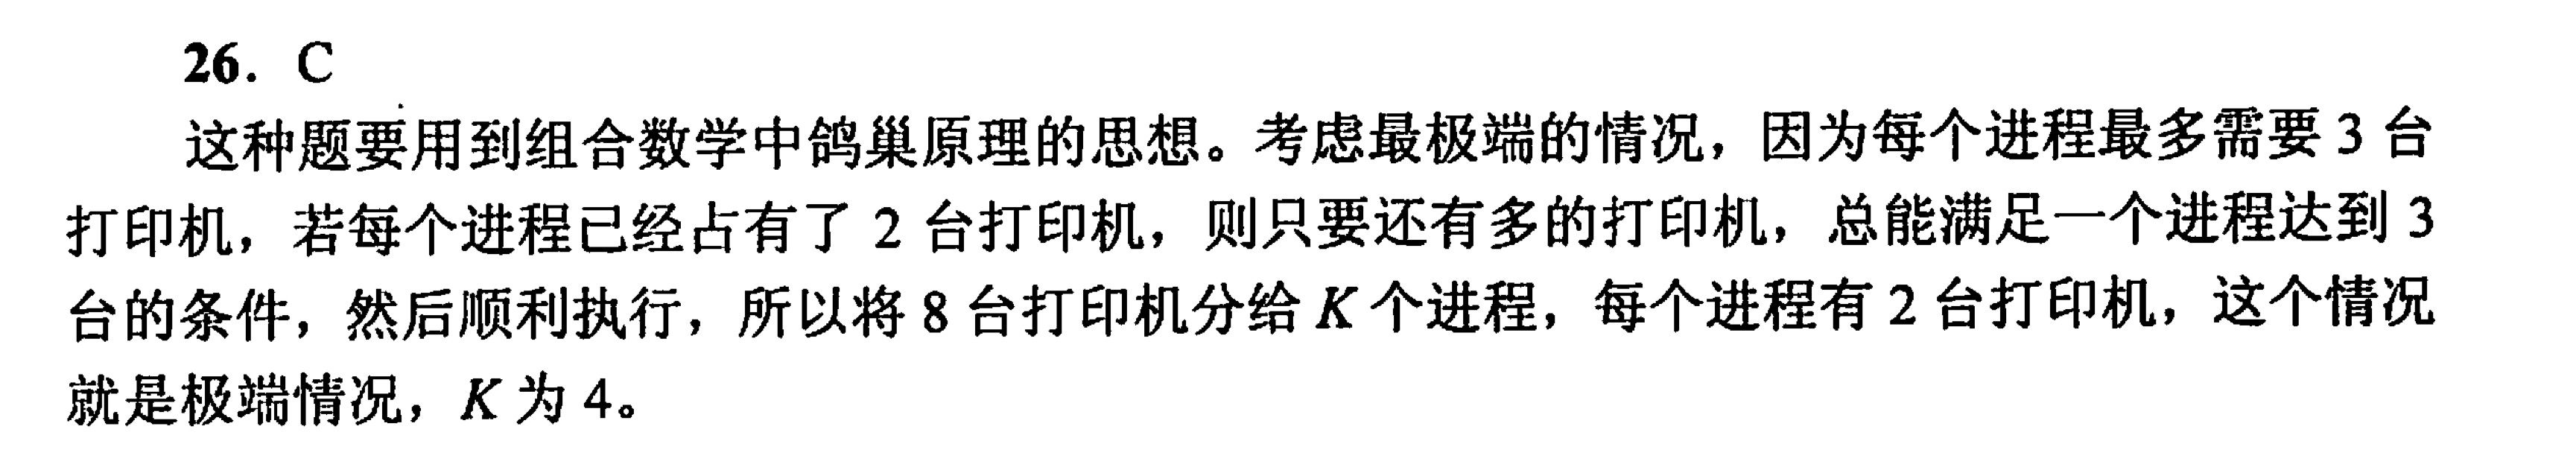 26. C
这种题要用到组合数学中鸽巢原理的思想。考虑最极端的情况，因为每个进程最多需要 3 台
打印机，若每个进程已经占有了 2 台打印机，则只要还有多的打印机，总能满足一个进程达到 3
台的条件，然后顺利执行，所以将 8 台打印机分给 K 个进程，每个进程有 2 台打印机，这个情况
就是极端情况，K 为 4。